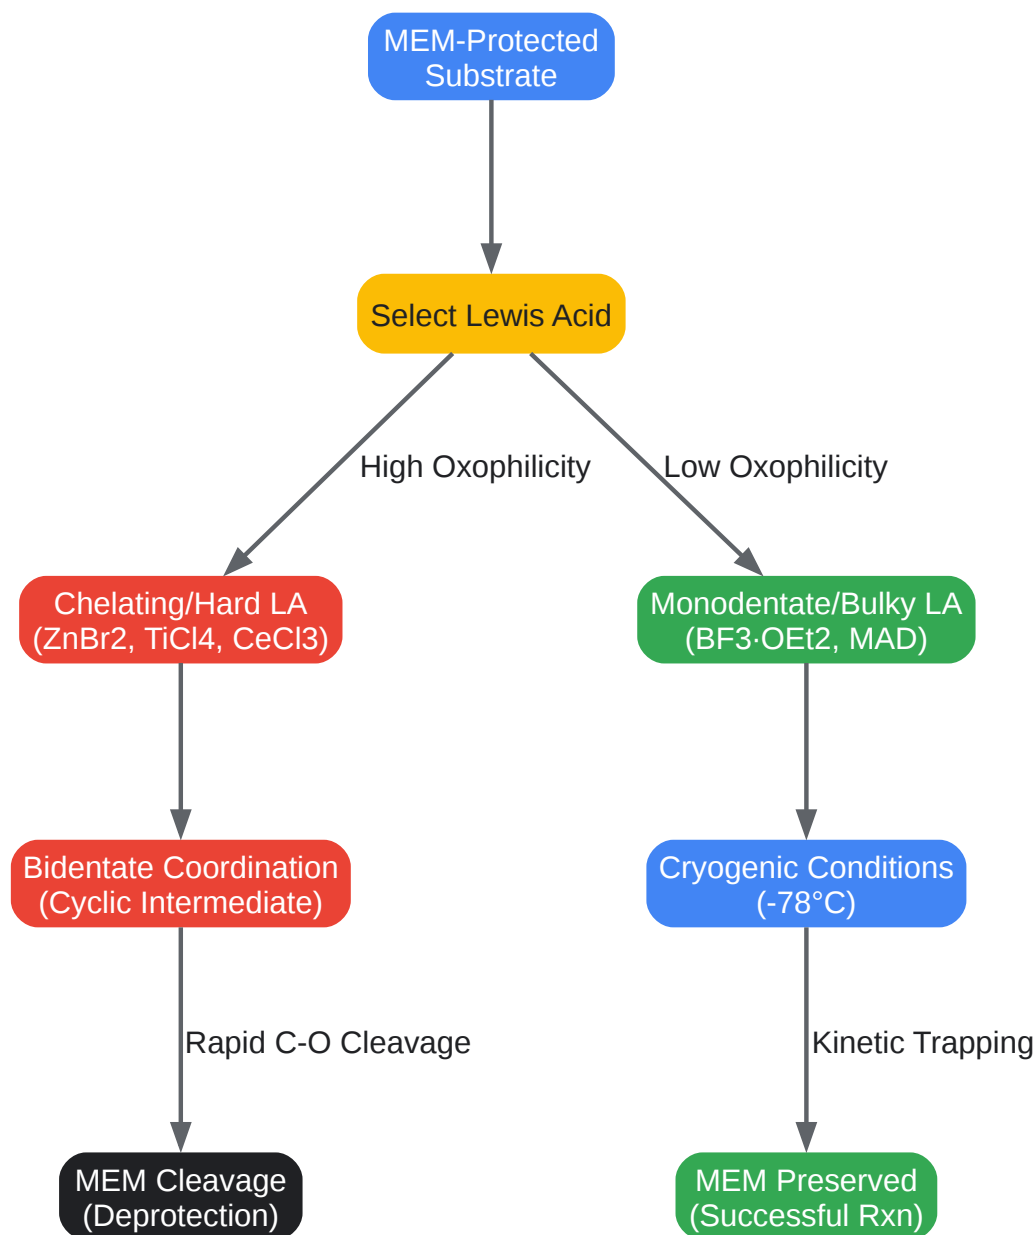 MEM-Protected
Substrate
Select Lewis Acid
High Oxophilicity
Low Oxophilicity
Chelating/Hard LA
(ZnBr2, TiCl4, CeCl3)
Monodentate/Bulky LA
(BF3·OEt2, MAD)
Bidentate Coordination
(Cyclic Intermediate)
Cryogenic Conditions
(-78°C)
Rapid C-O Cleavage
Kinetic Trapping
MEM Cleavage
(Deprotection)
MEM Preserved
(Successful Rxn)